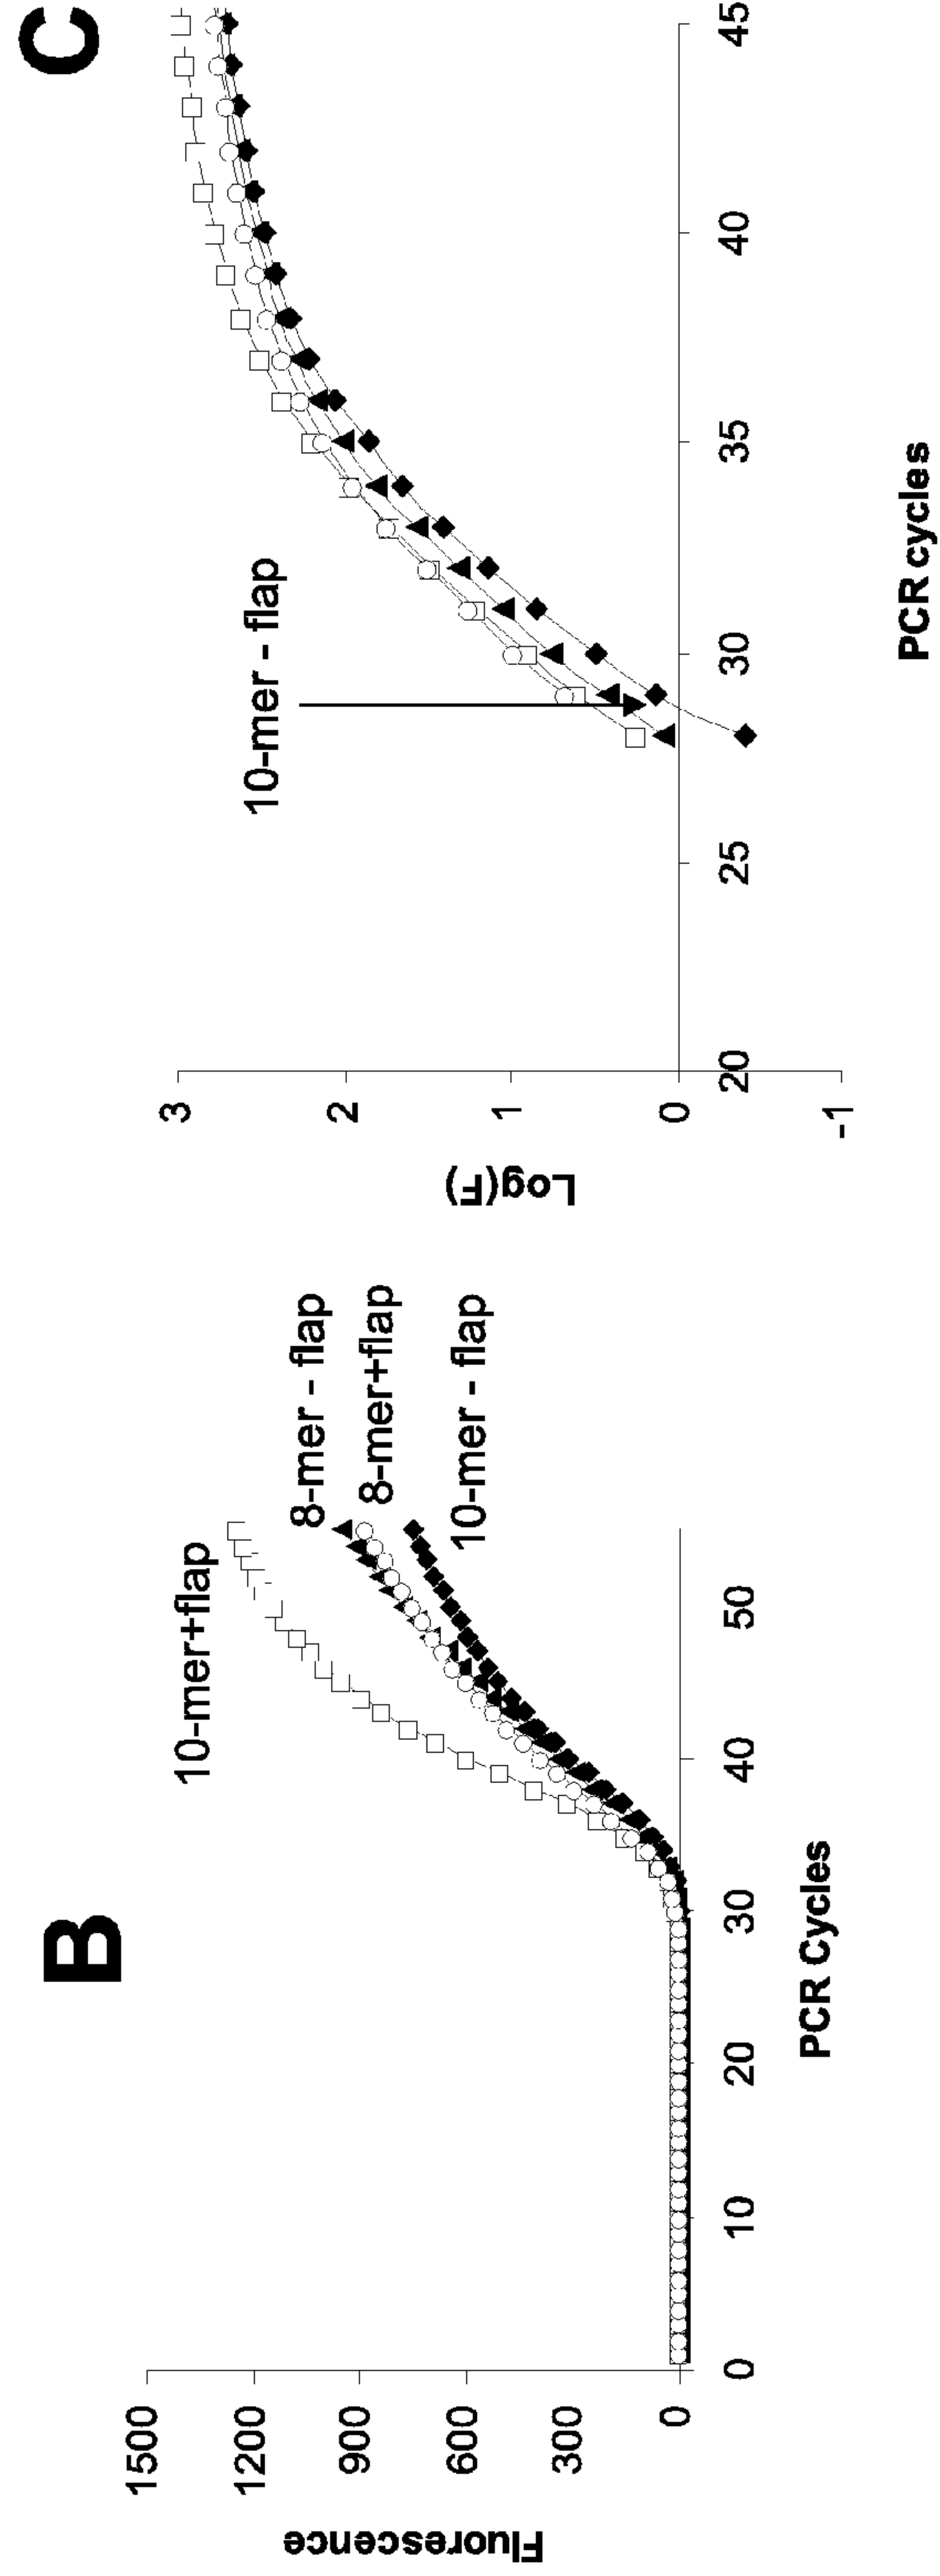 B
Fluorescence
1500
1200
900
600
300
0
0
10
20
30
40
50
PCR Cycles
10-mer+flap
8-mer - flap
8-mer+flap
10-mer - flap
C
Log(F)
3
2
1
0
-1
20
25
30
35
40
45
PCR cycles
10-mer - flap